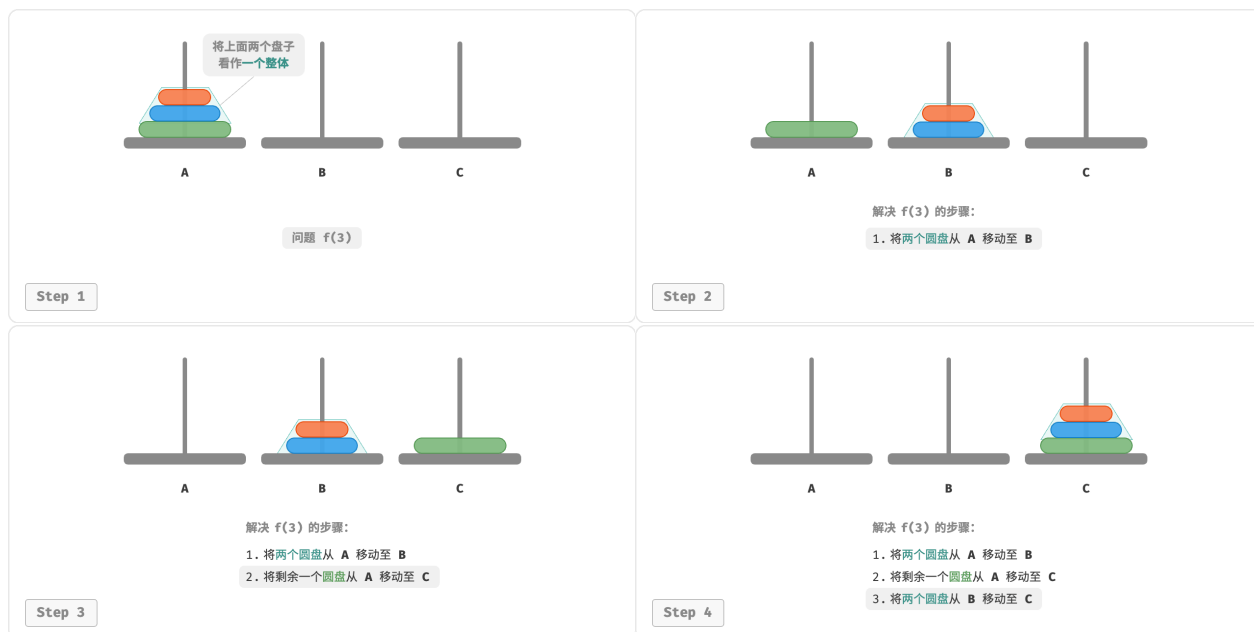 将上面两个盘子
看作一个整体
A
B
C
问题 f(3)
Step 1
A
B
C
解决 f(3) 的步骤：
1. 将两个圆盘从 A 移动至 B
Step 2
A
B
C
解决 f(3) 的步骤：
1. 将两个圆盘从 A 移动至 B
2. 将剩余一个圆盘从 A 移动至 C
Step 3
A
B
C
解决 f(3) 的步骤：
1. 将两个圆盘从 A 移动至 B
2. 将剩余一个圆盘从 A 移动至 C
3. 将两个圆盘从 B 移动至 C
Step 4